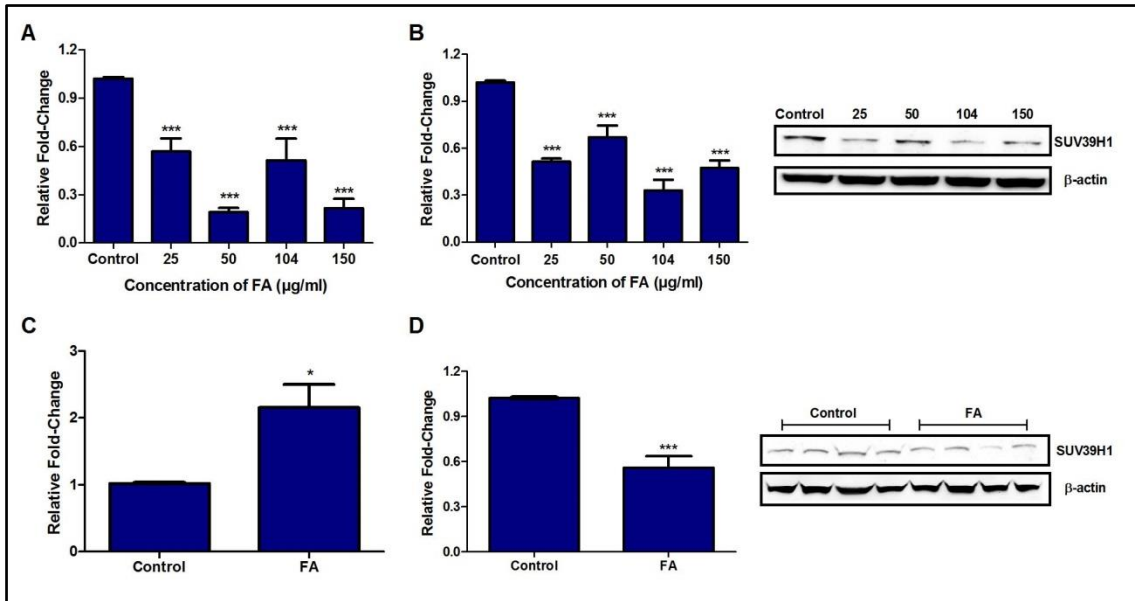 A
Relative Fold-Change
1.2
0.9
0.6
0.3
0.0
***
***
***
***
Control 25 50 104 150
Concentration of FA (µg/ml)
B
Relative Fold-Change
1.2
0.9
0.6
0.3
0.0
***
***
***
***
Control 25 50 104 150
Concentration of FA (µg/ml)
Control 25 50 104 150
SUV39H1
β-actin
C
Relative Fold-Change
3
2
1
0
*
Control FA
D
Relative Fold-Change
1.2
0.9
0.6
0.3
0.0
***
Control FA
Control FA
SUV39H1
β-actin